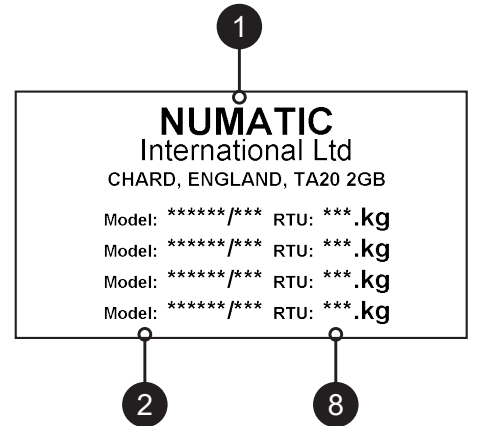 1
NUMATIC
International Ltd
CHARD, ENGLAND, TA20 2GB
Model: ******/*** RTU: ***.kg
Model: ******/*** RTU: ***.kg
Model: ******/*** RTU: ***.kg
Model: ******/*** RTU: ***.kg
2 8